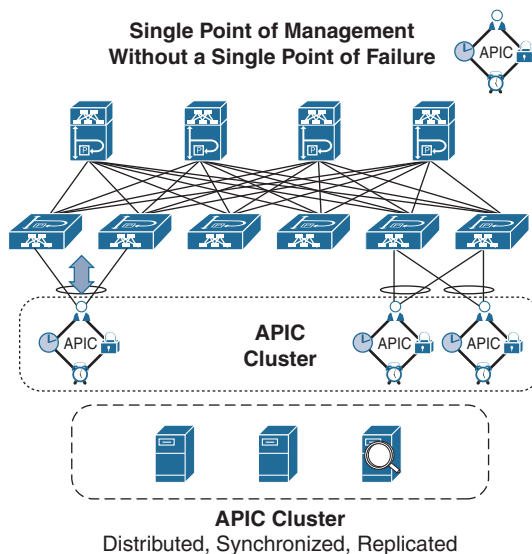 Single Point of Management
Without a Single Point of Failure
APIC
P
P
P
P
APIC
APIC
Cluster
APIC
APIC
APIC Cluster
Distributed, Synchronized, Replicated